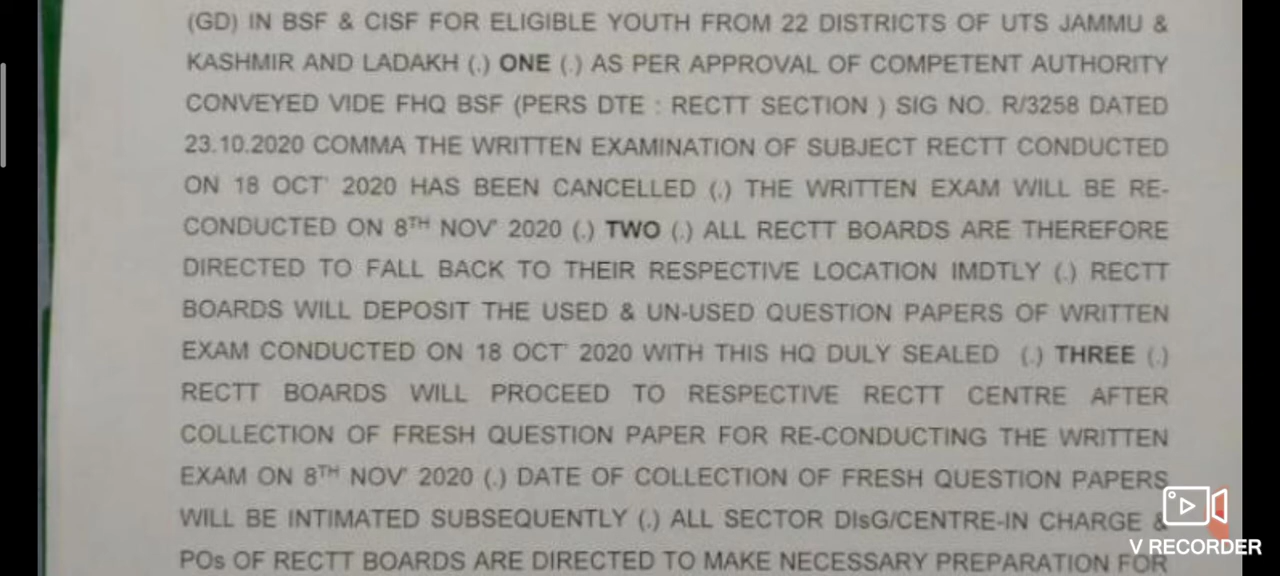 (GD) IN BSF & CISF FOR ELIGIBLE YOUTH FROM 22 DISTRICTS OF UTS JAMMU &
KASHMIR AND LADAKH (.) ONE (.) AS PER APPROVAL OF COMPETENT AUTHORITY
CONVEYED VIDE FHQ BSF (PERS DTE : RECTT SECTION ) SIG NO. R/3258 DATED
23.10.2020 COMMA THE WRITTEN EXAMINATION OF SUBJECT RECTT CONDUCTED
ON 18 OCT' 2020 HAS BEEN CANCELLED (.) THE WRITTEN EXAM WILL BE RE-
CONDUCTED ON 8TH NOV' 2020 (.) TWO (.) ALL RECTT BOARDS ARE THEREFORE
DIRECTED TO FALL BACK TO THEIR RESPECTIVE LOCATION IMDTLY (.) RECTT
BOARDS WILL DEPOSIT THE USED & UN-USED QUESTION PAPERS OF WRITTEN
EXAM CONDUCTED ON 18 OCT' 2020 WITH THIS HQ DULY SEALED (.) THREE (.)
RECTT BOARDS WILL PROCEED TO RESPECTIVE RECTT CENTRE AFTER
COLLECTION OF FRESH QUESTION PAPER FOR RE-CONDUCTING THE WRITTEN
EXAM ON 8TH NOV' 2020 (.) DATE OF COLLECTION OF FRESH QUESTION PAPERS
WILL BE INTIMATED SUBSEQUENTLY (.) ALL SECTOR DIsG/CENTRE-IN CHARGE &
POs OF RECTT BOARDS ARE DIRECTED TO MAKE NECESSARY PREPARATION FOR
V RECORDER